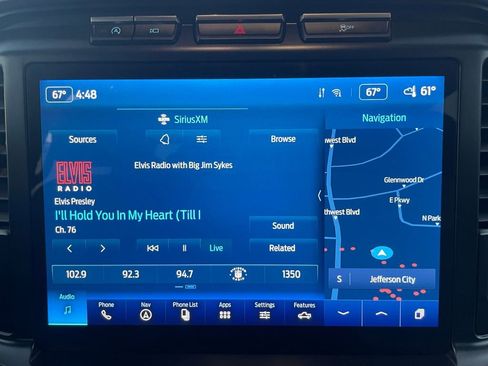 OFF
67° 4:48 67° 61°
SiriusXM
Navigation
Sources Browse
ELVIS
RADIO
Elvis Radio with Big Jim Sykes
Elvis Presley
I'll Hold You In My Heart (Till I
Ch. 76
Sound
Live Related
102.9 92.3 94.7 1350
west Blvd
Glennwood Dr
E Pkwy
thwest Blvd
N Park
S Jefferson City
Audio Phone Nav Phone List Apps Settings Features